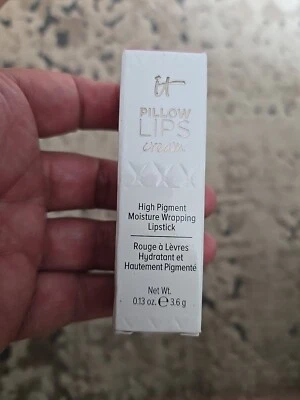 it
PILLOW
LIPS
cream
High Pigment
Moisture Wrapping
Lipstick
Rouge à Lèvres
Hydratant et
Hautement Pigmenté
Net Wt.
0.13 oz. ℮ 3.6 g